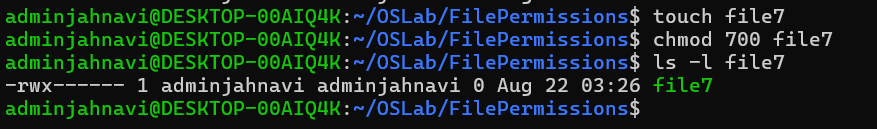 adminjahnavi@DESKTOP-00AIQ4K:~/OSLab/FilePermissions$ touch file7
adminjahnavi@DESKTOP-00AIQ4K:~/OSLab/FilePermissions$ chmod 700 file7
adminjahnavi@DESKTOP-00AIQ4K:~/OSLab/FilePermissions$ ls -l file7
-rwx------ 1 adminjahnavi adminjahnavi 0 Aug 22 03:26 file7
adminjahnavi@DESKTOP-00AIQ4K:~/OSLab/FilePermissions$